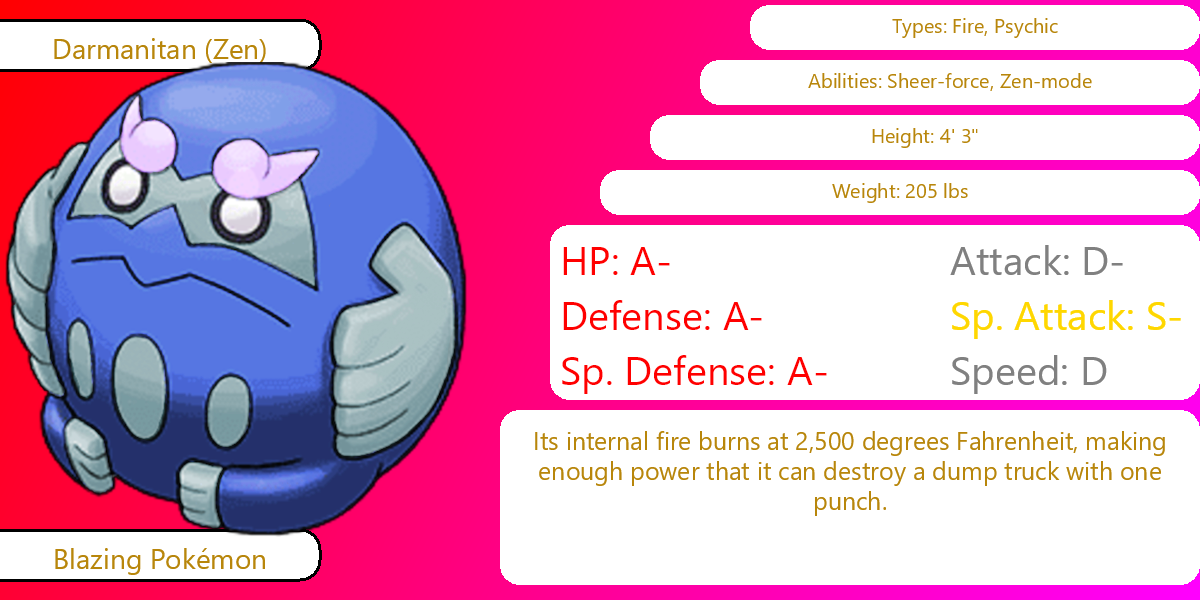 Darmanitan (Zen)
Types: Fire, Psychic
Abilities: Sheer-force, Zen-mode
Height: 4' 3"
Weight: 205 lbs
HP: A-
Attack: D-
Defense: A-
Sp. Attack: S-
Sp. Defense: A-
Speed: D
Its internal fire burns at 2,500 degrees Fahrenheit, making
enough power that it can destroy a dump truck with one
punch.
Blazing Pokémon